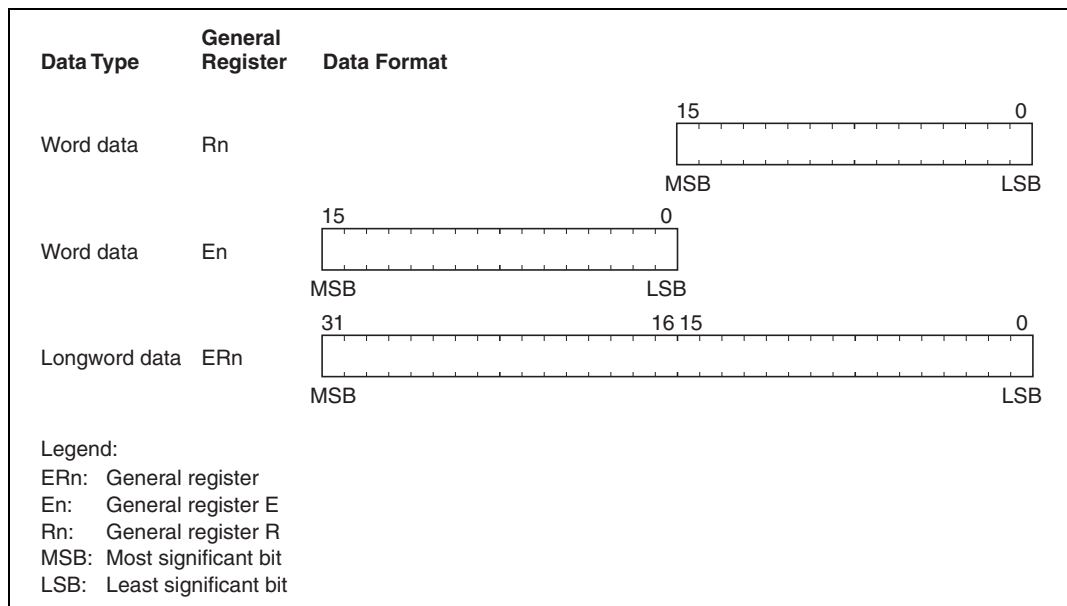 Data Type General Register Data Format
15 0
Word data Rn
MSB LSB
15 0
Word data En
MSB LSB
31 16 15 0
Longword data ERn
MSB LSB
Legend:
ERn: General register
En: General register E
Rn: General register R
MSB: Most significant bit
LSB: Least significant bit